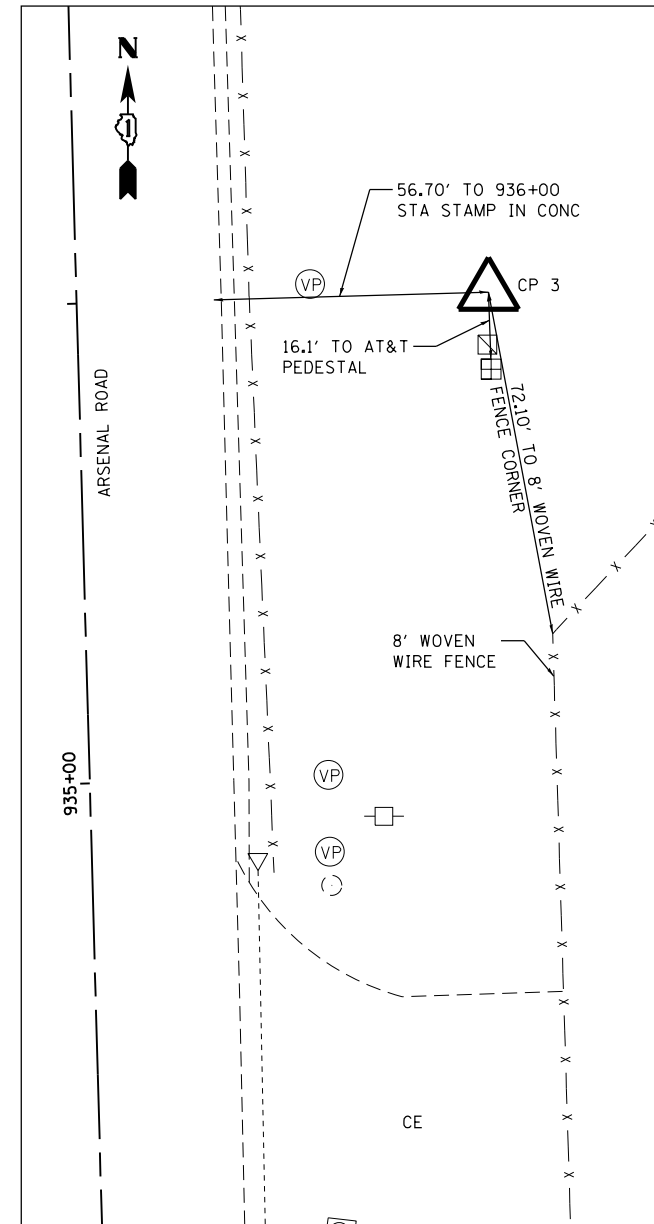 N
1
56.70' TO 936+00
STA STAMP IN CONC
VP
CP 3
16.1' TO AT&T
PEDESTAL
ARSENAL ROAD
72.10' TO 8' WOVEN WIRE
FENCE CORNER
8' WOVEN
WIRE FENCE
935+00
VP
VP
CE